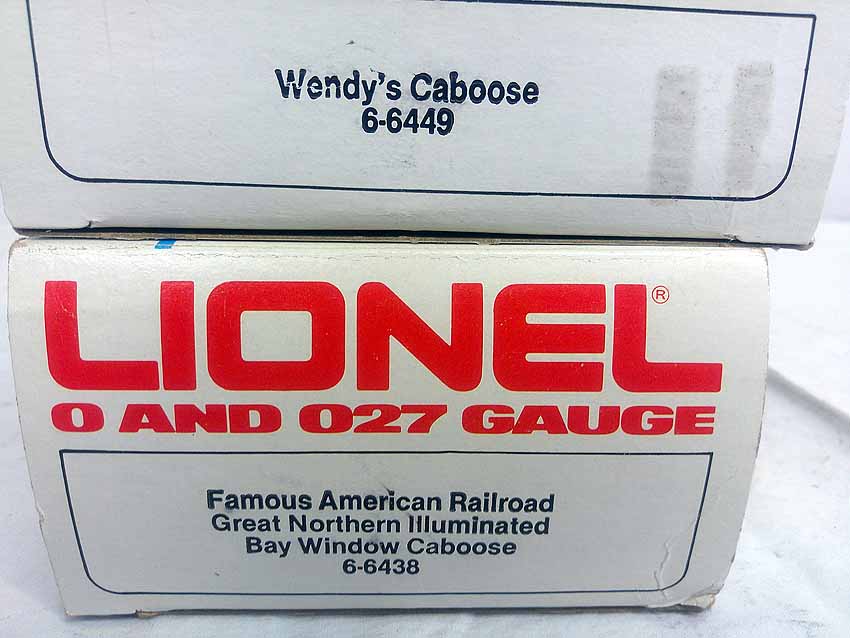 Wendy's Caboose
6-6449
LIONEL®
O AND O27 GAUGE
Famous American Railroad
Great Northern Illuminated
Bay Window Caboose
6-6438